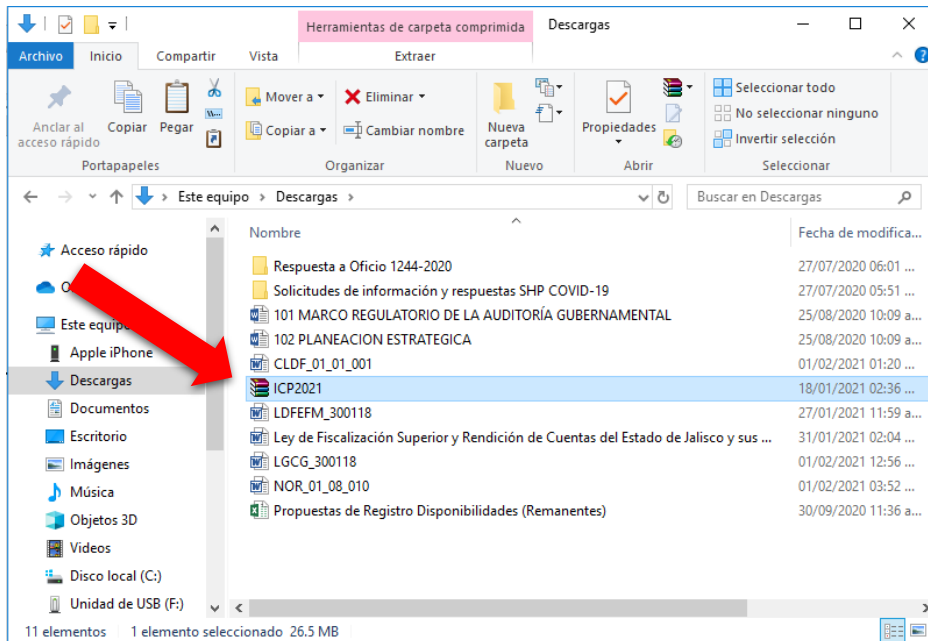 Herramientas de carpeta comprimida Descargas
Archivo Inicio Compartir Vista Extraer
Anclar al acceso rápido
Copiar
Pegar
Portapapeles
Mover a
Copiar a
Eliminar
Cambiar nombre
Organizar
Nueva carpeta
Nuevo
Propiedades
Abrir
Seleccionar todo
No seleccionar ninguno
Invertir selección
Seleccionar
Este equipo > Descargas > Buscar en Descargas
Acceso rápido
Este equipo
Apple iPhone
Descargas
Documentos
Escritorio
Imágenes
Música
Objetos 3D
Videos
Disco local (C:)
Unidad de USB (F:)
Nombre Fecha de modifica...
Respuesta a Oficio 1244-2020 27/07/2020 06:01 ...
Solicitudes de información y respuestas SHP COVID-19 27/07/2020 05:51 ...
101 MARCO REGULATORIO DE LA AUDITORÍA GUBERNAMENTAL 25/08/2020 10:09 a...
102 PLANEACION ESTRATEGICA 25/08/2020 10:09 a...
CLDF_01_01_001 01/02/2021 01:20 ...
ICP2021 18/01/2021 02:36 ...
LDFEFM_300118 27/01/2021 11:59 a...
Ley de Fiscalización Superior y Rendición de Cuentas del Estado de Jalisco y sus ... 31/01/2021 02:04 ...
LGCG_300118 01/02/2021 12:56 ...
NOR_01_08_010 01/02/2021 03:52 ...
Propuestas de Registro Disponibilidades (Remanentes) 30/09/2020 11:36 a...
11 elementos 1 elemento seleccionado 26.5 MB